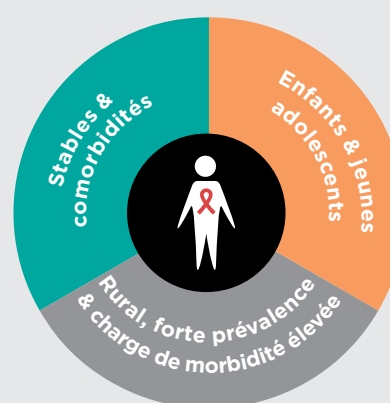 Stables &
comorbidités
Enfants & jeunes
adolescents
Rural, forte prévalence
& charge de morbidité élevée